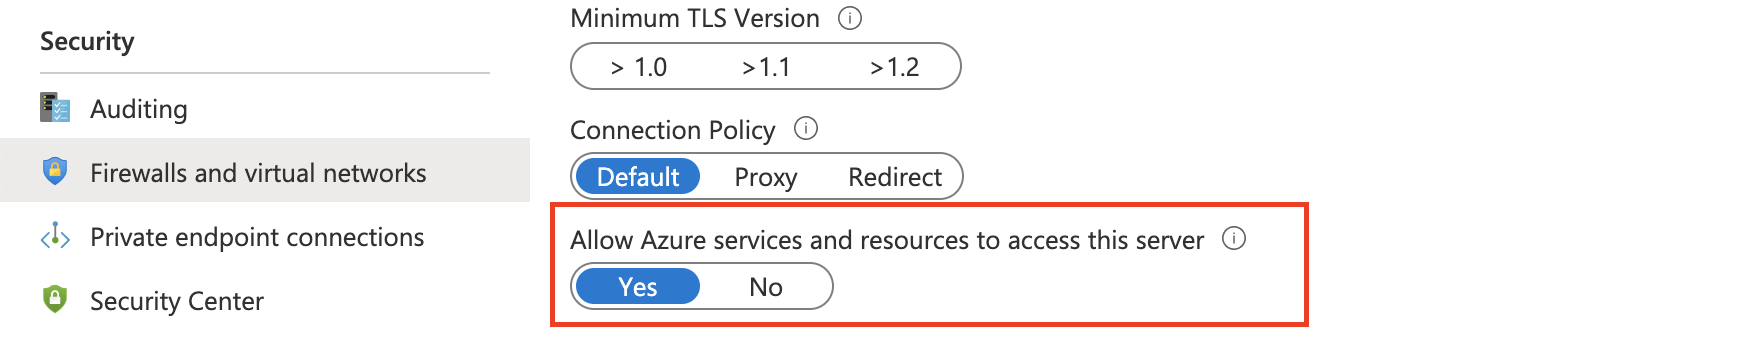 Security
Auditing
Firewalls and virtual networks
Private endpoint connections
Security Center
Minimum TLS Version
> 1.0 >1.1 >1.2
Connection Policy
Default Proxy Redirect
Allow Azure services and resources to access this server
Yes No